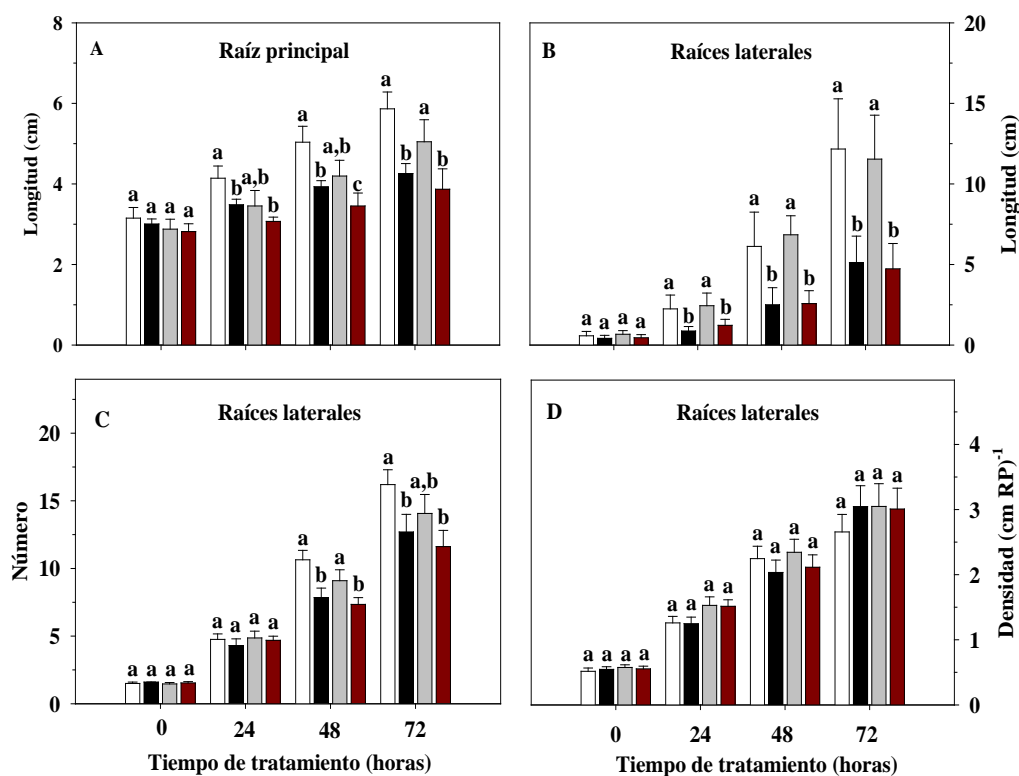 A
Raíz principal
Longitud (cm)
8
6
4
2
0
a a a a
a b a,b b
a b a,b c
a b a b
B
Raíces laterales
Longitud (cm)
20
15
10
5
0
a a a a
a b a b
a b a b
a b a b
C
Raíces laterales
Número
20
15
10
5
0
a a a a
a a a a
a b a b
a b a,b b
0 24 48 72
Tiempo de tratamiento (horas)
D
Raíces laterales
Densidad (cm RP)⁻¹
4
3
2
1
0
a a a a
a a a a
a a a a
a a a a
0 24 48 72
Tiempo de tratamiento (horas)